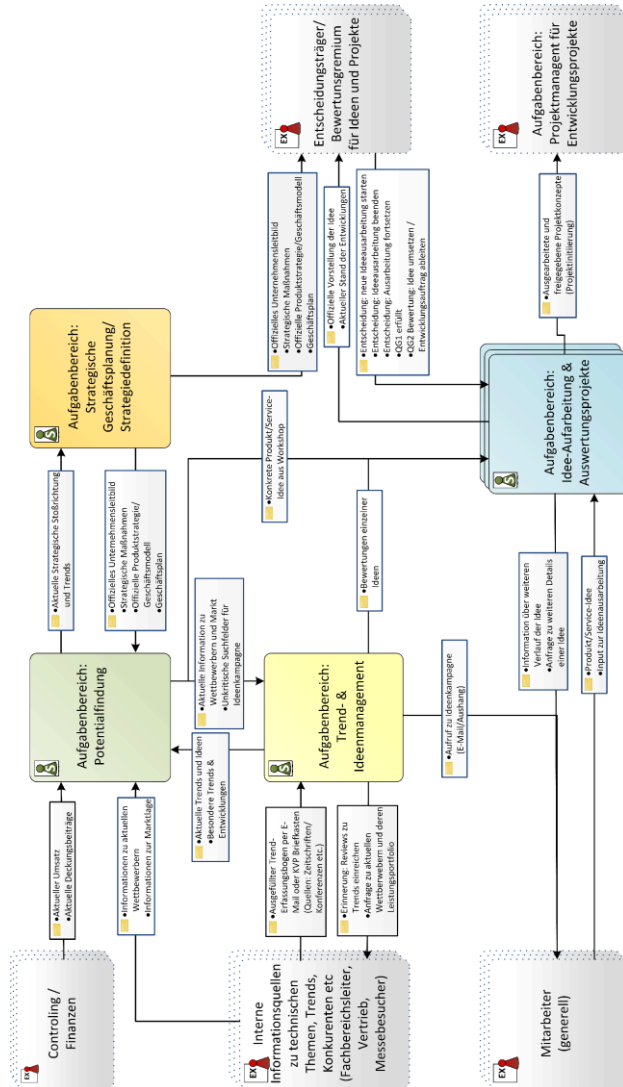 EX
Controling /
Finanzen
•Aktueller Umsatz
•Aktuelle Deckungsbeiträge
S
Aufgabenbereich:
Potentialfindung
•Aktuelle Strategische Stoßrichtung
und Trends
S
Aufgabenbereich:
Strategische
Geschäftsplanung/
Strategiedefinition
•Offizielles Unternehmensleitbild
•Strategische Maßnahmen
•Offizielle Produktstrategie/
Geschäftsmodell
•Geschäftsplan
•Informationen zu aktuellen
Wettbewerbern
•Informationen zur Marktlage
•Offizielles Unternehmensleitbild
•Strategische Maßnahmen
•Offizielle Produktstrategie/Geschäftsmodell
•Geschäftsplan
EX
Entscheidungsträger/
Bewertunsgremium
für Ideen und Projekte
•Aktuelle Trends und Ideen
•Besondere Trends &
Entwicklungen
•Aktuelle Information zu
Wettbewerbern und Markt
•Unkritische Suchfelder für
Ideenkampagne
•Konkrete Produkt/Service-
Idee aus Workshop
•Offizielle Vorstellung der Idee
•Aktueller Stand der Entwicklungen
EX
Interne
Informationsquellen
zu technischen
Themen, Trends,
Konkurenten etc
(Fachbereichsleiter,
Vertrieb,
Messebesucher)
•Ausgefüllter Trend-
Erfassungsbogen per E-
Mail oder KVP Briefkasten
(Quellen: Zeitschriften/
Konferenzen etc.)
S
Aufgabenbereich:
Trend- &
Ideenmanagement
•Erinnerung: Reviews zu
Trends einreichen
•Anfrage zu aktuellen
Wettberwebern und deren
Leistungsportfolio
•Bewertungen einzelner
Ideen
•Entscheidung: neue Ideeausarbeitung starten
•Entscheidung: Ideeausarbeitung beenden
•Entscheidung: Ausarbeitung fortsetzen
•QG1 erfüllt
•QG2 Bewertung: Idee umsetzen /
Entwicklungsauftrag ableiten
•Aufruf zu Ideenkampagne
(E-Mail/Aushang)
EX
Mitarbeiter
(generell)
•Information über weiteren
Verlauf der Idee
•Anfrage zu weiteren Details
einer Idee
•Produkt/Service-Idee
•Input zur Ideenausarbeitung
S
Aufgabenbereich:
Idee-Aufarbeitung &
Auswertungsprojekte
•Ausgearbeitete und
freigegebene Projektkonzepte
(Projektinitiierung)
EX
Aufgabenbereich:
Projektmanagent für
Entwicklungsprojekte